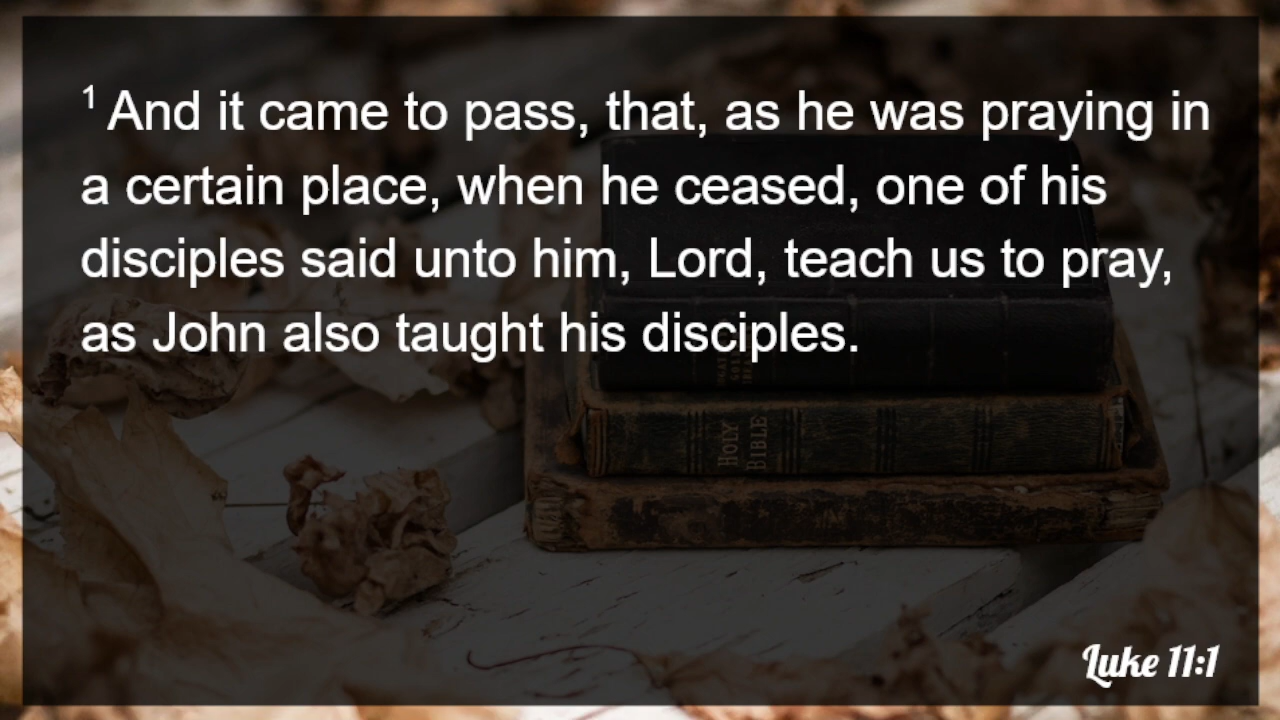 1 And it came to pass, that, as he was praying in
a certain place, when he ceased, one of his
disciples said unto him, Lord, teach us to pray,
as John also taught his disciples.
HOLY
BIBLE
Luke 11:1